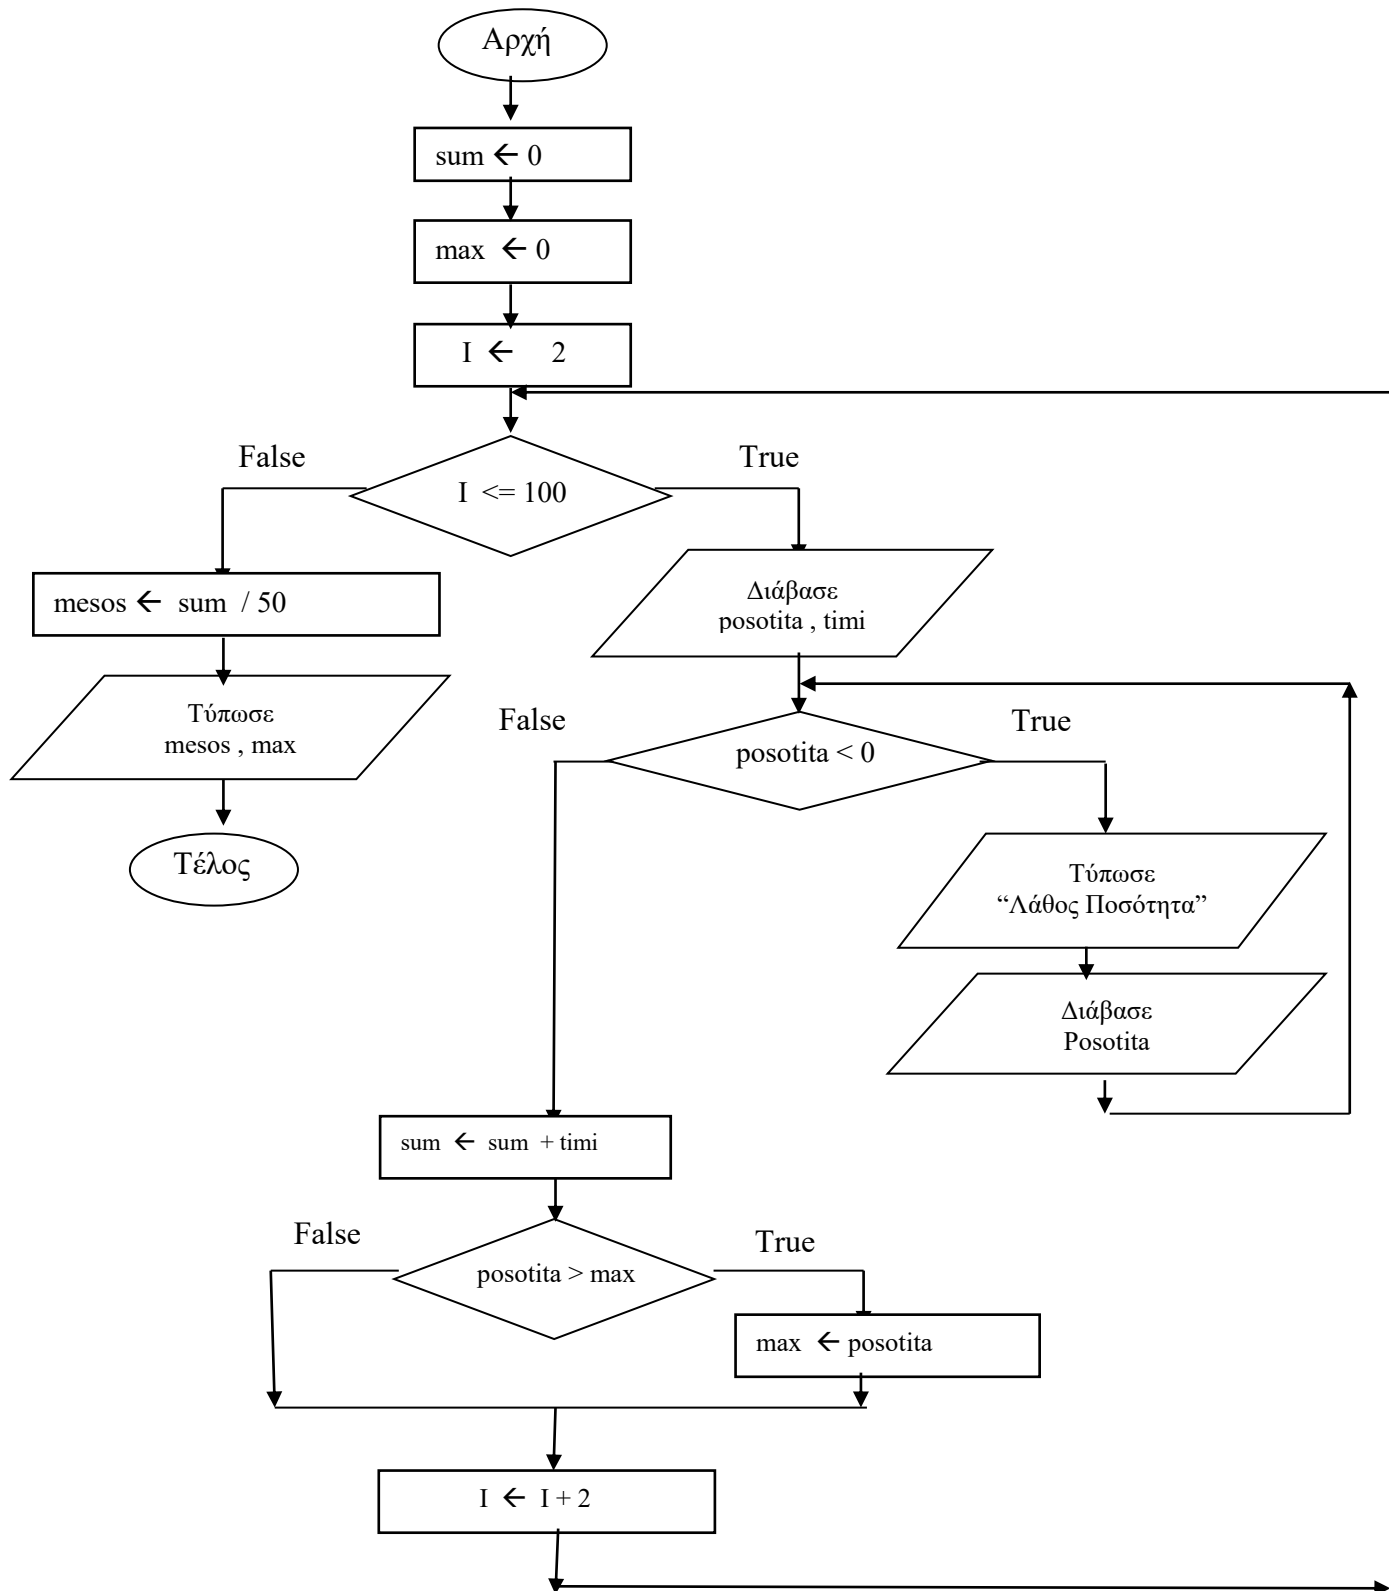 Αρχή
sum ← 0
max ← 0
I ← 2
False
True
I <= 100
mesos ← sum / 50
Διάβασε
posotita , timi
Τύπωσε
mesos , max
False
True
posotita < 0
Τέλος
Τύπωσε
“Λάθος Ποσότητα”
Διάβασε
Posotita
sum ← sum + timi
False
True
posotita > max
max ← posotita
I ← I + 2